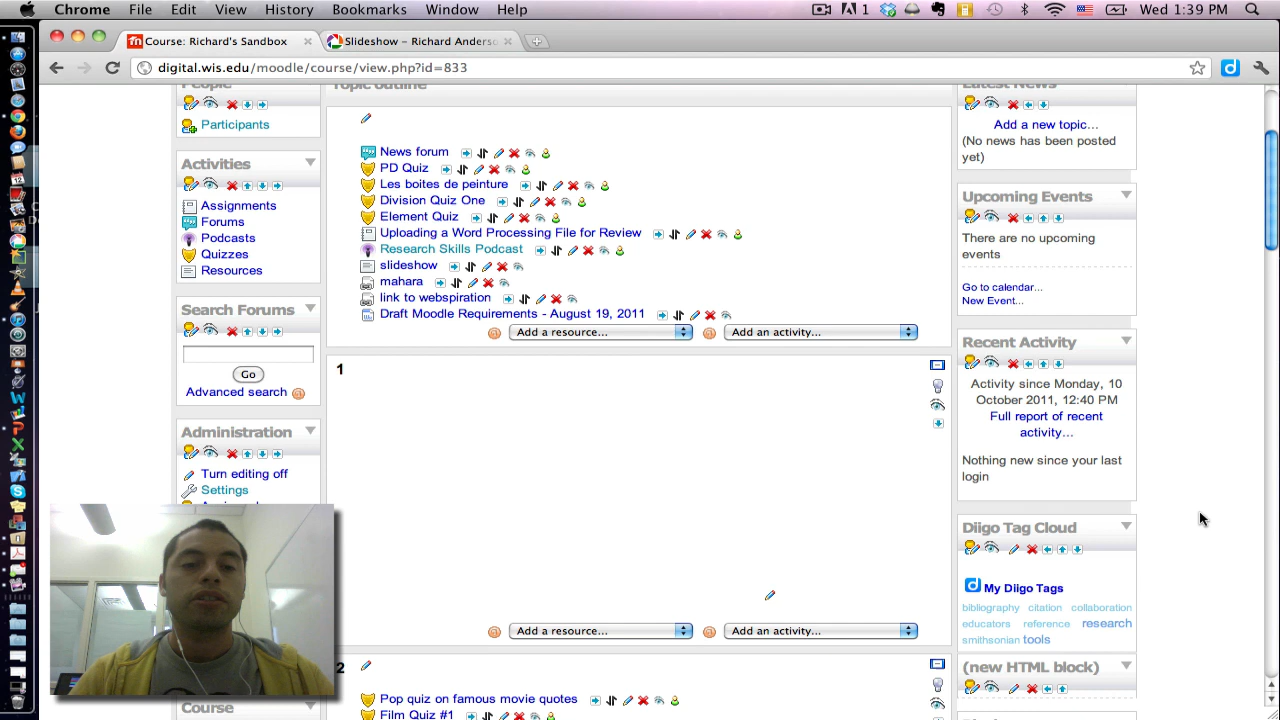 Chrome File Edit View History Bookmarks Window Help 1 Wed 1:39 PM
Course: Richard's Sandbox
Slideshow - Richard Anderso
digital.wis.edu/moodle/course/view.php?id=833
People
Participants
Activities
Assignments
Forums
Podcasts
Quizzes
Resources
Search Forums
Go
Advanced search
Administration
Turn editing off
Settings
Course
Topic outline
News forum
PD Quiz
Les boites de peinture
Division Quiz One
Element Quiz
Uploading a Word Processing File for Review
Research Skills Podcast
slideshow
mahara
link to webspiration
Draft Moodle Requirements - August 19, 2011
Add a resource... Add an activity...
1
Add a resource... Add an activity...
2
Pop quiz on famous movie quotes
Film Quiz #1
Latest News
Add a new topic...
(No news has been posted
yet)
Upcoming Events
There are no upcoming
events
Go to calendar...
New Event...
Recent Activity
Activity since Monday, 10
October 2011, 12:40 PM
Full report of recent
activity...
Nothing new since your last
login
Diigo Tag Cloud
My Diigo Tags
bibliography citation collaboration
educators reference research
smithsonian tools
(new HTML block)